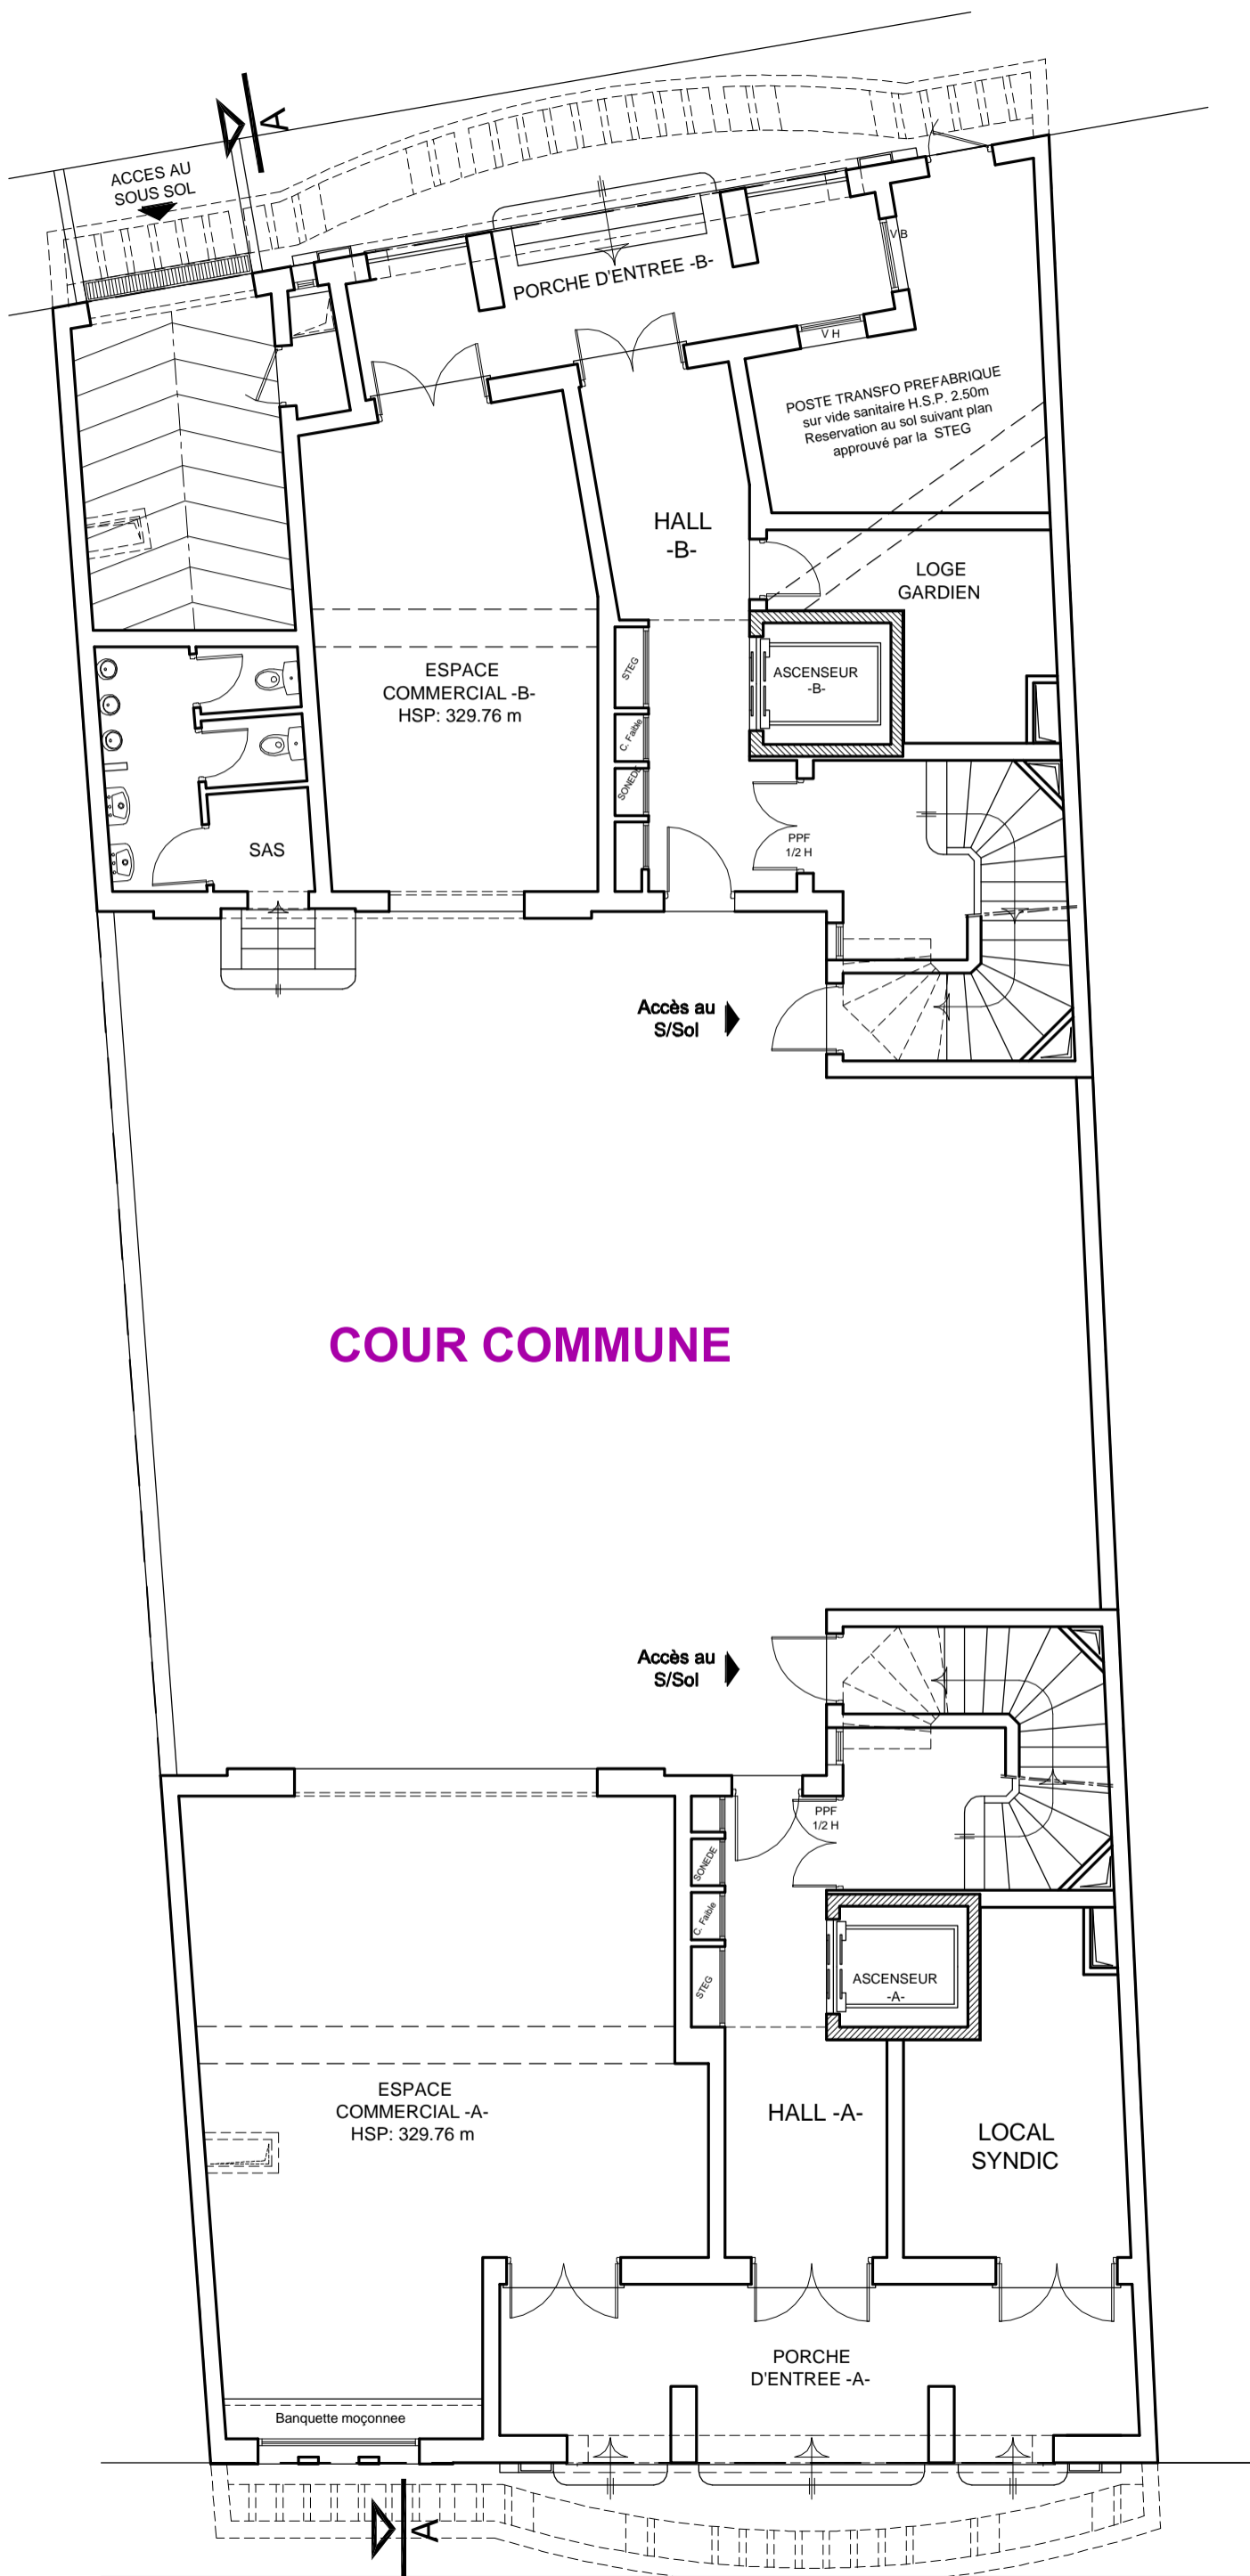 A
ACCES AU
SOUS SOL
PORCHE D'ENTREE -B-
V B
V H
POSTE TRANSFO PREFABRIQUE
sur vide sanitaire H.S.P. 2.50m
Reservation au sol suivant plan
approuvé par la STEG
HALL
-B-
LOGE
GARDIEN
ESPACE
COMMERCIAL -B-
HSP: 329.76 m
STEG
C. Faible
SONEDE
ASCENSEUR
-B-
SAS
PPF
1/2 H
Accès au
S/Sol
COUR COMMUNE
Accès au
S/Sol
PPF
1/2 H
SONEDE
C. Faible
STEG
ASCENSEUR
-A-
ESPACE
COMMERCIAL -A-
HSP: 329.76 m
HALL -A-
LOCAL
SYNDIC
PORCHE
D'ENTREE -A-
Banquette moçonnee
A